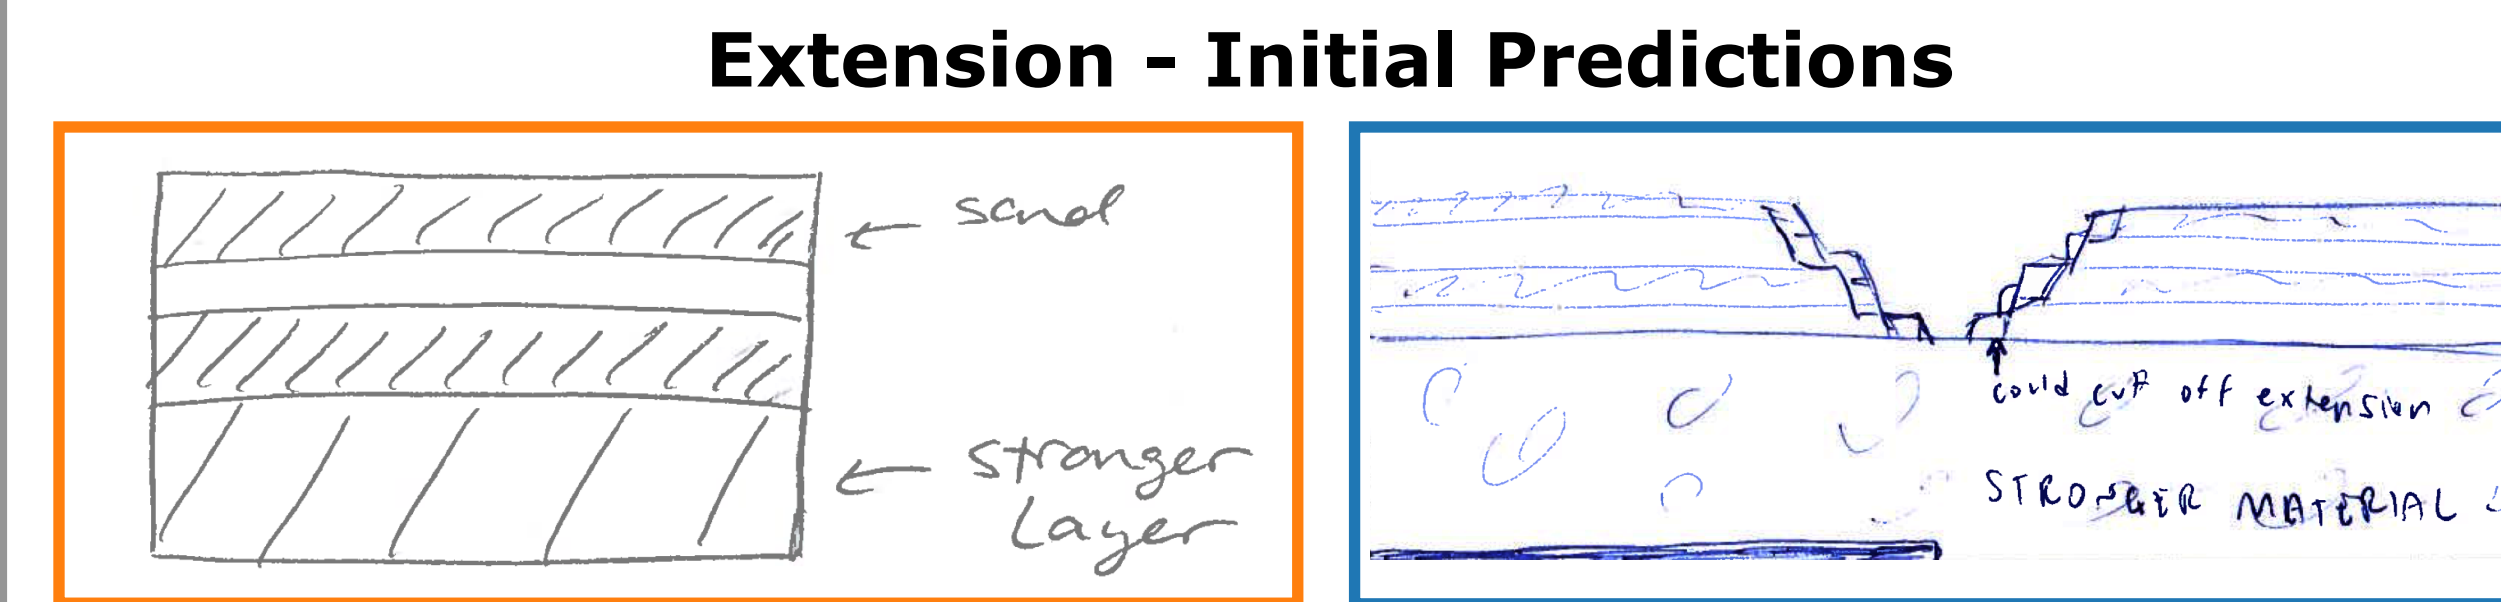 Extension - Initial Predictions
sand
stronger
layer
could cut off extension
STRONGER MATERIAL